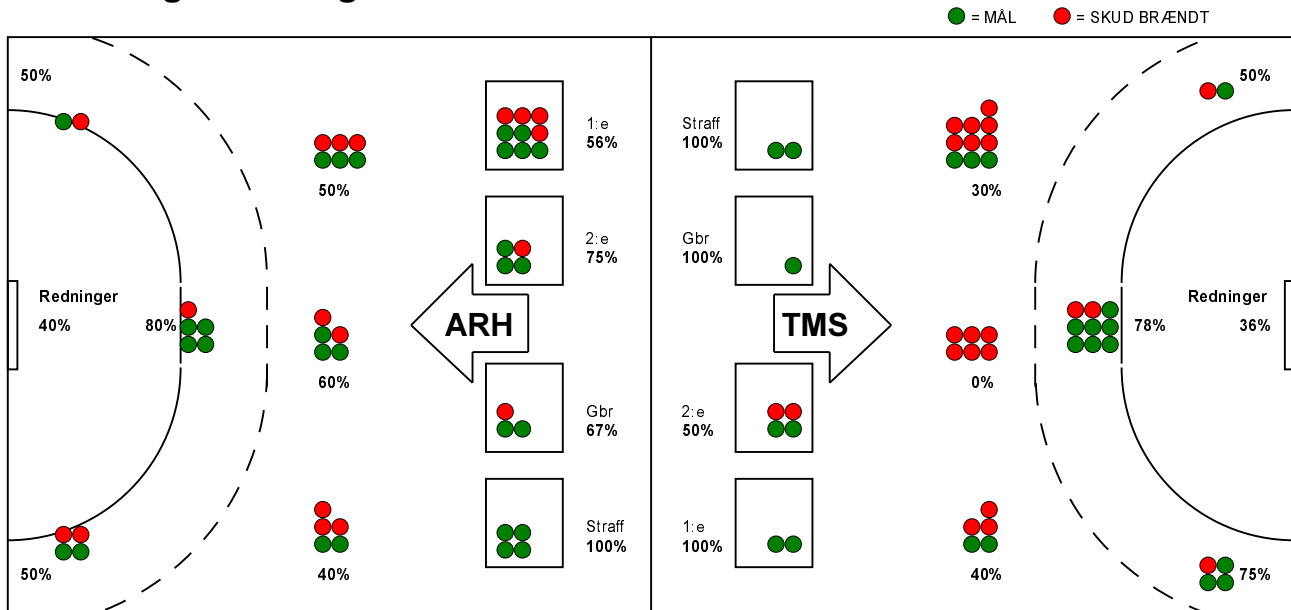 = MÅL = SKUD BRÆNDT
50%
50%
1:e
56%
Straff
100%
50%
30%
2:e
75%
Gbr
100%
Redninger
40%
80%
ARH
TMS
78%
Redninger
36%
60%
0%
Gbr
67%
2:e
50%
Straff
100%
1:e
100%
50%
40%
40%
75%